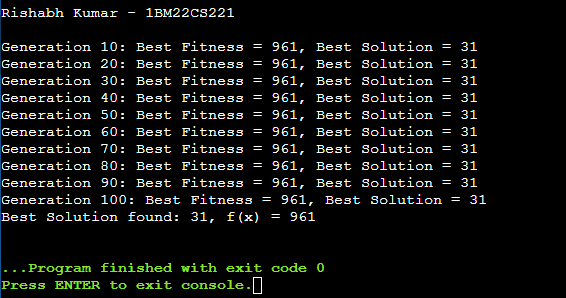 Rishabh Kumar - 1BM22CS221
Generation 10: Best Fitness = 961, Best Solution = 31
Generation 20: Best Fitness = 961, Best Solution = 31
Generation 30: Best Fitness = 961, Best Solution = 31
Generation 40: Best Fitness = 961, Best Solution = 31
Generation 50: Best Fitness = 961, Best Solution = 31
Generation 60: Best Fitness = 961, Best Solution = 31
Generation 70: Best Fitness = 961, Best Solution = 31
Generation 80: Best Fitness = 961, Best Solution = 31
Generation 90: Best Fitness = 961, Best Solution = 31
Generation 100: Best Fitness = 961, Best Solution = 31
Best Solution found: 31, f(x) = 961
...Program finished with exit code 0
Press ENTER to exit console.